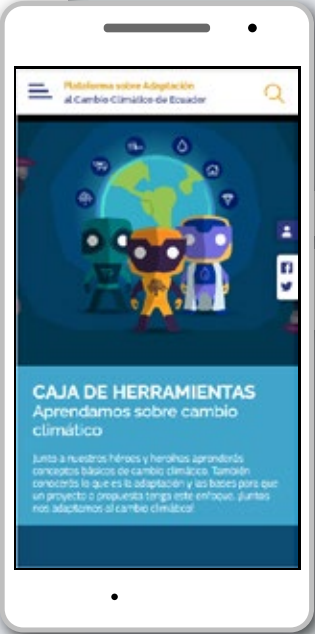 Plataforma sobre Adaptación
al Cambio Climático de Ecuador
CAJA DE HERRAMIENTAS
Aprendamos sobre cambio
climático
Junto a nuestros héroes y heroínas aprenderás
conceptos básicos de cambio climático. También
conocerás lo que es la adaptación y las bases para que
un proyecto o propuesta tenga este enfoque. ¡Juntos
nos adaptamos al cambio climático!